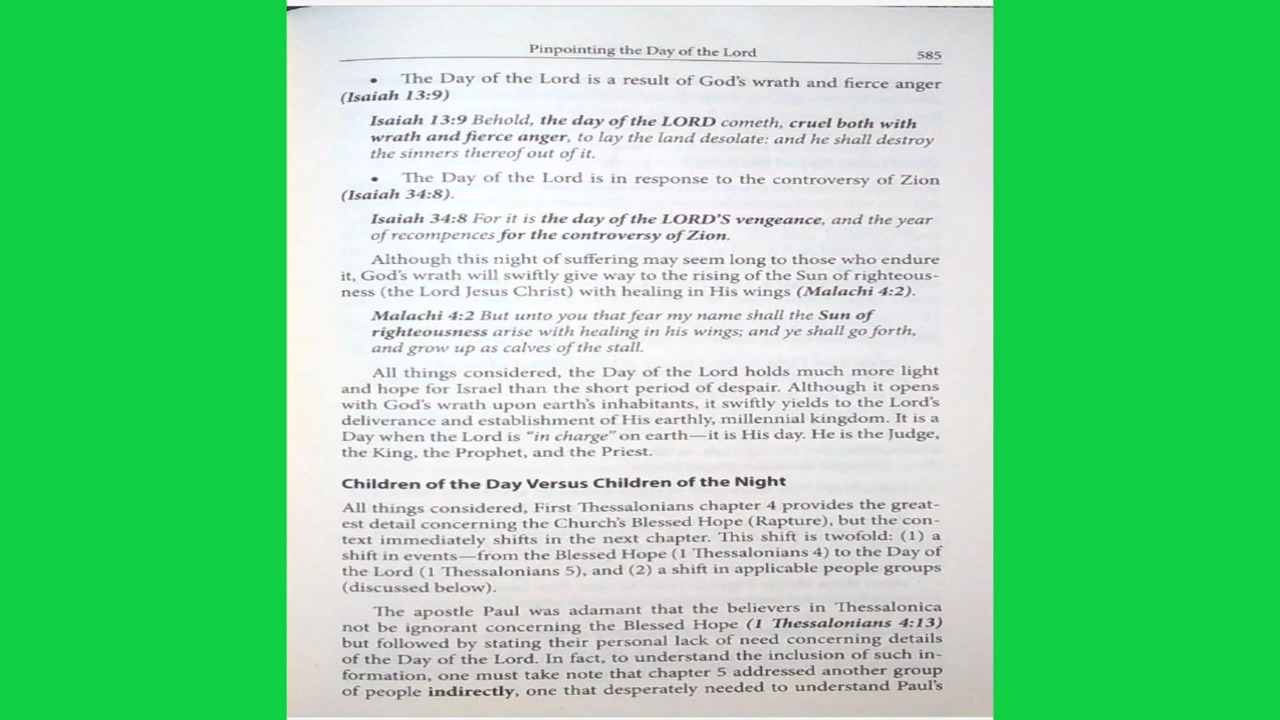 Pinpointing the Day of the Lord 585
• The Day of the Lord is a result of God's wrath and fierce anger
(Isaiah 13:9)
Isaiah 13:9 Behold, the day of the LORD cometh, cruel both with
wrath and fierce anger, to lay the land desolate: and he shall destroy
the sinners thereof out of it.
• The Day of the Lord is in response to the controversy of Zion
(Isaiah 34:8).
Isaiah 34:8 For it is the day of the LORD'S vengeance, and the year
of recompences for the controversy of Zion.
Although this night of suffering may seem long to those who endure
it, God's wrath will swiftly give way to the rising of the Sun of righteous-
ness (the Lord Jesus Christ) with healing in His wings (Malachi 4:2).
Malachi 4:2 But unto you that fear my name shall the Sun of
righteousness arise with healing in his wings; and ye shall go forth,
and grow up as calves of the stall.
All things considered, the Day of the Lord holds much more light
and hope for Israel than the short period of despair. Although it opens
with God's wrath upon earth's inhabitants, it swiftly yields to the Lord's
deliverance and establishment of His earthly, millennial kingdom. It is a
Day when the Lord is "in charge" on earth—it is His day. He is the Judge,
the King, the Prophet, and the Priest.
Children of the Day Versus Children of the Night
All things considered, First Thessalonians chapter 4 provides the great-
est detail concerning the Church's Blessed Hope (Rapture), but the con-
text immediately shifts in the next chapter. This shift is twofold: (1) a
shift in events—from the Blessed Hope (1 Thessalonians 4) to the Day of
the Lord (1 Thessalonians 5), and (2) a shift in applicable people groups
(discussed below).
The apostle Paul was adamant that the believers in Thessalonica
not be ignorant concerning the Blessed Hope (1 Thessalonians 4:13)
but followed by stating their personal lack of need concerning details
of the Day of the Lord. In fact, to understand the inclusion of such in-
formation, one must take note that chapter 5 addressed another group
of people indirectly, one that desperately needed to understand Paul's